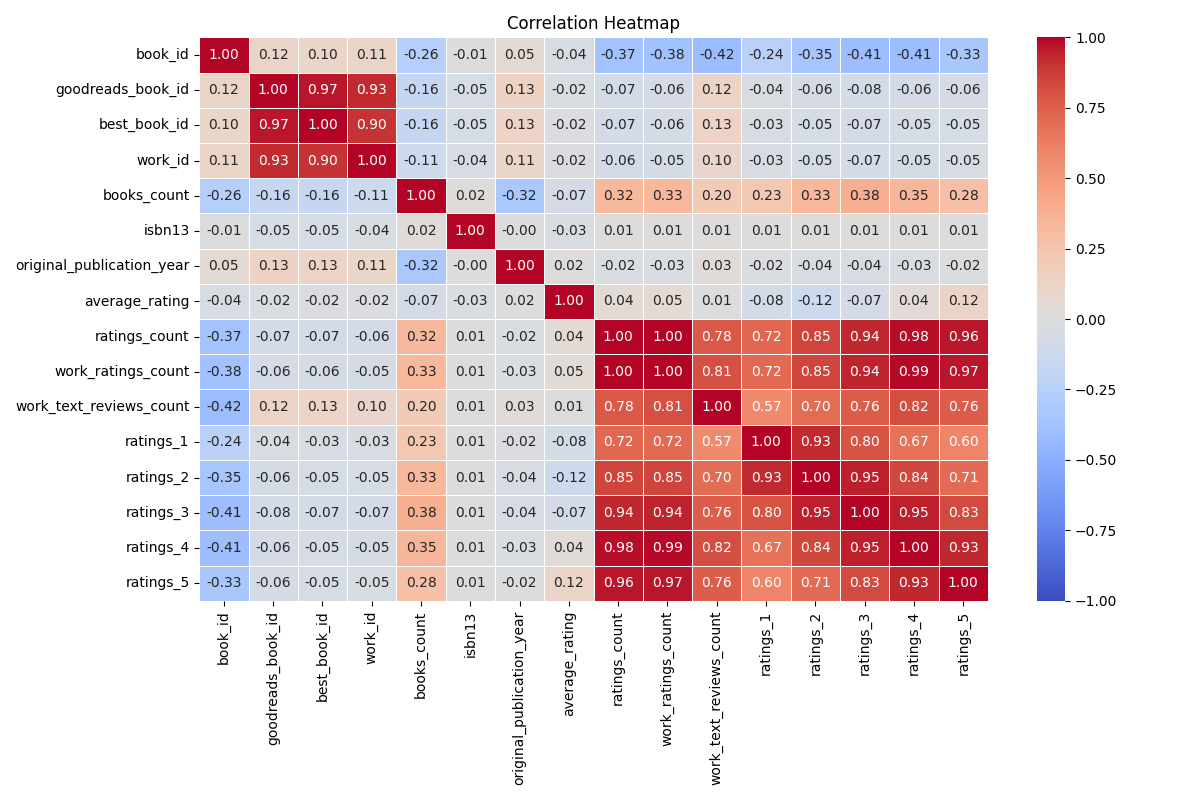 Correlation Heatmap
book_id 1.00 0.12 0.10 0.11 -0.26 -0.01 0.05 -0.04 -0.37 -0.38 -0.42 -0.24 -0.35 -0.41 -0.41 -0.33
goodreads_book_id 0.12 1.00 0.97 0.93 -0.16 -0.05 0.13 -0.02 -0.07 -0.06 0.12 -0.04 -0.06 -0.08 -0.06 -0.06
best_book_id 0.10 0.97 1.00 0.90 -0.16 -0.05 0.13 -0.02 -0.07 -0.06 0.13 -0.03 -0.05 -0.07 -0.05 -0.05
work_id 0.11 0.93 0.90 1.00 -0.11 -0.04 0.11 -0.02 -0.06 -0.05 0.10 -0.03 -0.05 -0.07 -0.05 -0.05
books_count -0.26 -0.16 -0.16 -0.11 1.00 0.02 -0.32 -0.07 0.32 0.33 0.20 0.23 0.33 0.38 0.35 0.28
isbn13 -0.01 -0.05 -0.05 -0.04 0.02 1.00 -0.00 -0.03 0.01 0.01 0.01 0.01 0.01 0.01 0.01 0.01
original_publication_year 0.05 0.13 0.13 0.11 -0.32 -0.00 1.00 0.02 -0.02 -0.03 0.03 -0.02 -0.04 -0.04 -0.03 -0.02
average_rating -0.04 -0.02 -0.02 -0.02 -0.07 -0.03 0.02 1.00 0.04 0.05 0.01 -0.08 -0.12 -0.07 0.04 0.12
ratings_count -0.37 -0.07 -0.07 -0.06 0.32 0.01 -0.02 0.04 1.00 1.00 0.78 0.72 0.85 0.94 0.98 0.96
work_ratings_count -0.38 -0.06 -0.06 -0.05 0.33 0.01 -0.03 0.05 1.00 1.00 0.81 0.72 0.85 0.94 0.99 0.97
work_text_reviews_count -0.42 0.12 0.13 0.10 0.20 0.01 0.03 0.01 0.78 0.81 1.00 0.57 0.70 0.76 0.82 0.76
ratings_1 -0.24 -0.04 -0.03 -0.03 0.23 0.01 -0.02 -0.08 0.72 0.72 0.57 1.00 0.93 0.80 0.67 0.60
ratings_2 -0.35 -0.06 -0.05 -0.05 0.33 0.01 -0.04 -0.12 0.85 0.85 0.70 0.93 1.00 0.95 0.84 0.71
ratings_3 -0.41 -0.08 -0.07 -0.07 0.38 0.01 -0.04 -0.07 0.94 0.94 0.76 0.80 0.95 1.00 0.95 0.83
ratings_4 -0.41 -0.06 -0.05 -0.05 0.35 0.01 -0.03 0.04 0.98 0.99 0.82 0.67 0.84 0.95 1.00 0.93
ratings_5 -0.33 -0.06 -0.05 -0.05 0.28 0.01 -0.02 0.12 0.96 0.97 0.76 0.60 0.71 0.83 0.93 1.00
book_id
goodreads_book_id
best_book_id
work_id
books_count
isbn13
original_publication_year
average_rating
ratings_count
work_ratings_count
work_text_reviews_count
ratings_1
ratings_2
ratings_3
ratings_4
ratings_5
1.00
0.75
0.50
0.25
0.00
−0.25
−0.50
−0.75
−1.00